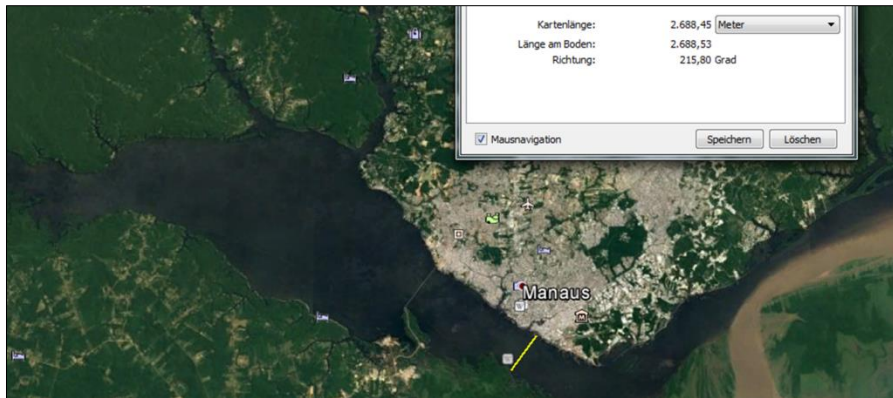 Kartenlänge: 2.688,45 Meter
Länge am Boden: 2.688,53
Richtung: 215,80 Grad
Mausnavigation Speichern Löschen
Manaus